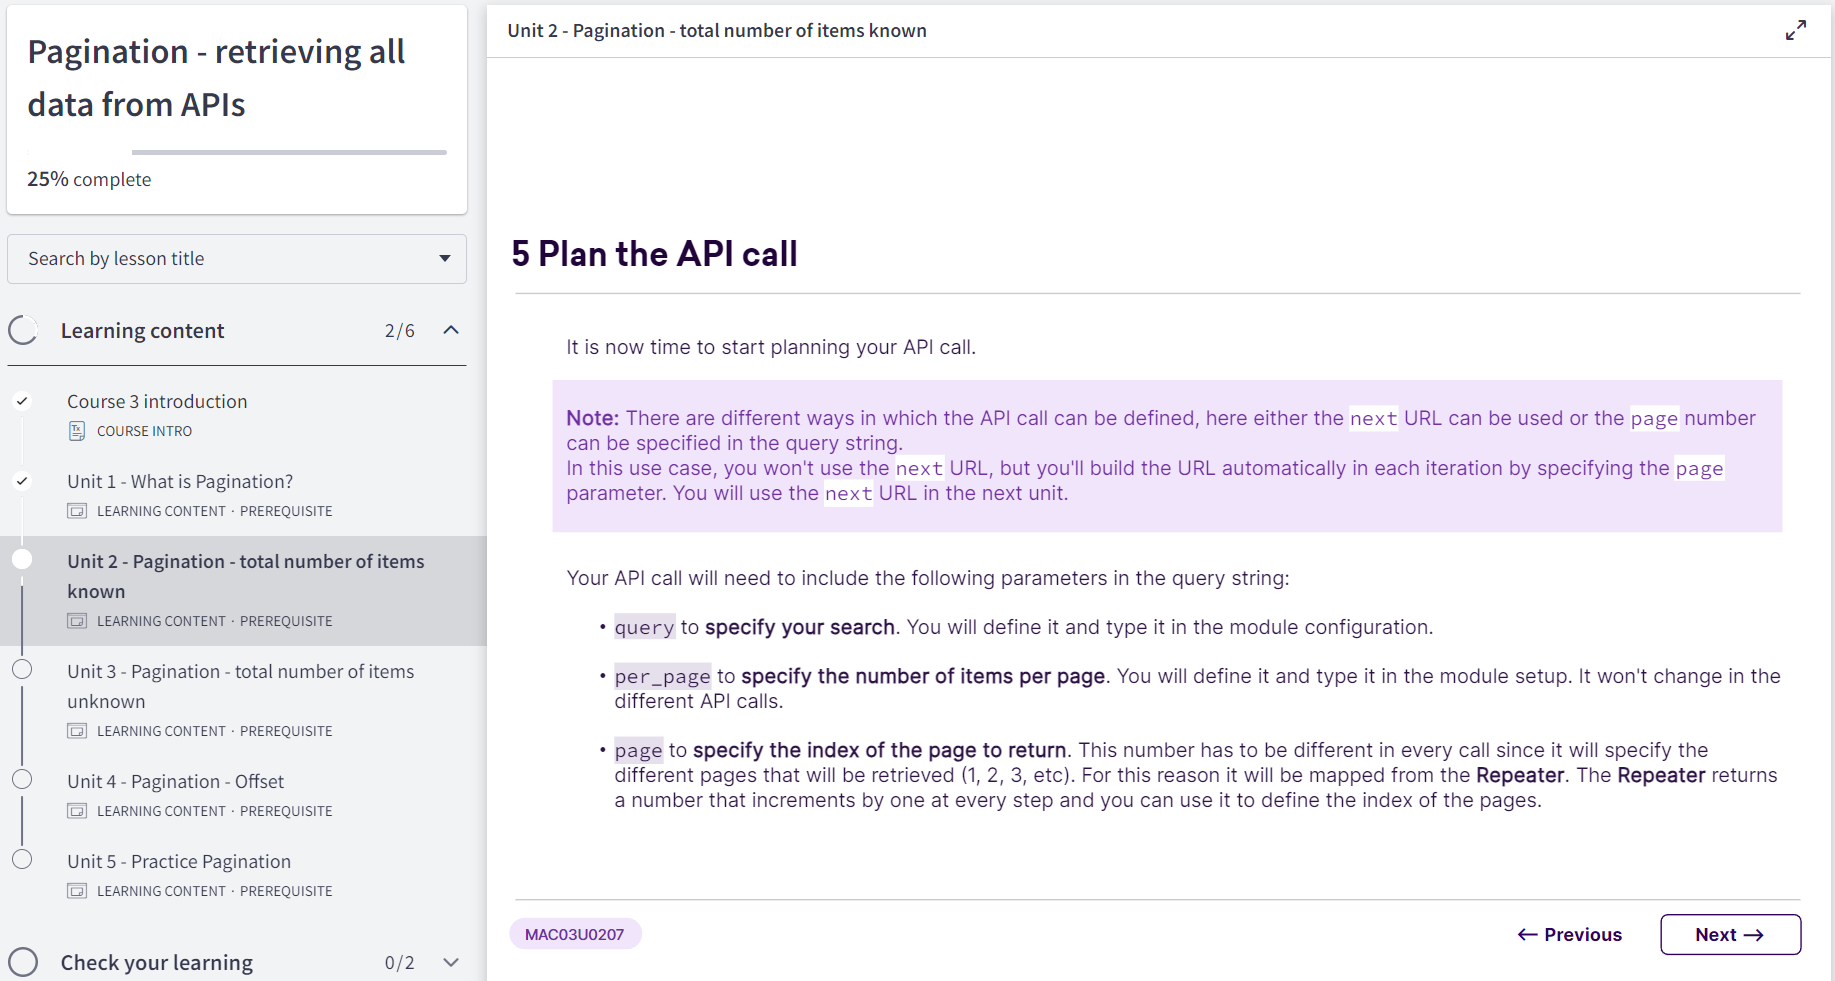 Pagination - retrieving all
data from APIs
25% complete
Search by lesson title
Learning content 2/6
Course 3 introduction
COURSE INTRO
Unit 1 - What is Pagination?
LEARNING CONTENT · PREREQUISITE
Unit 2 - Pagination - total number of items
known
LEARNING CONTENT · PREREQUISITE
Unit 3 - Pagination - total number of items
unknown
LEARNING CONTENT · PREREQUISITE
Unit 4 - Pagination - Offset
LEARNING CONTENT · PREREQUISITE
Unit 5 - Practice Pagination
LEARNING CONTENT · PREREQUISITE
Check your learning 0/2
Unit 2 - Pagination - total number of items known
5 Plan the API call
It is now time to start planning your API call.
Note: There are different ways in which the API call can be defined, here either the next URL can be used or the page number
can be specified in the query string.
In this use case, you won't use the next URL, but you'll build the URL automatically in each iteration by specifying the page
parameter. You will use the next URL in the next unit.
Your API call will need to include the following parameters in the query string:
• query to specify your search. You will define it and type it in the module configuration.
• per_page to specify the number of items per page. You will define it and type it in the module setup. It won't change in the
different API calls.
• page to specify the index of the page to return. This number has to be different in every call since it will specify the
different pages that will be retrieved (1, 2, 3, etc). For this reason it will be mapped from the Repeater. The Repeater returns
a number that increments by one at every step and you can use it to define the index of the pages.
MAC03U0207
← Previous
Next →